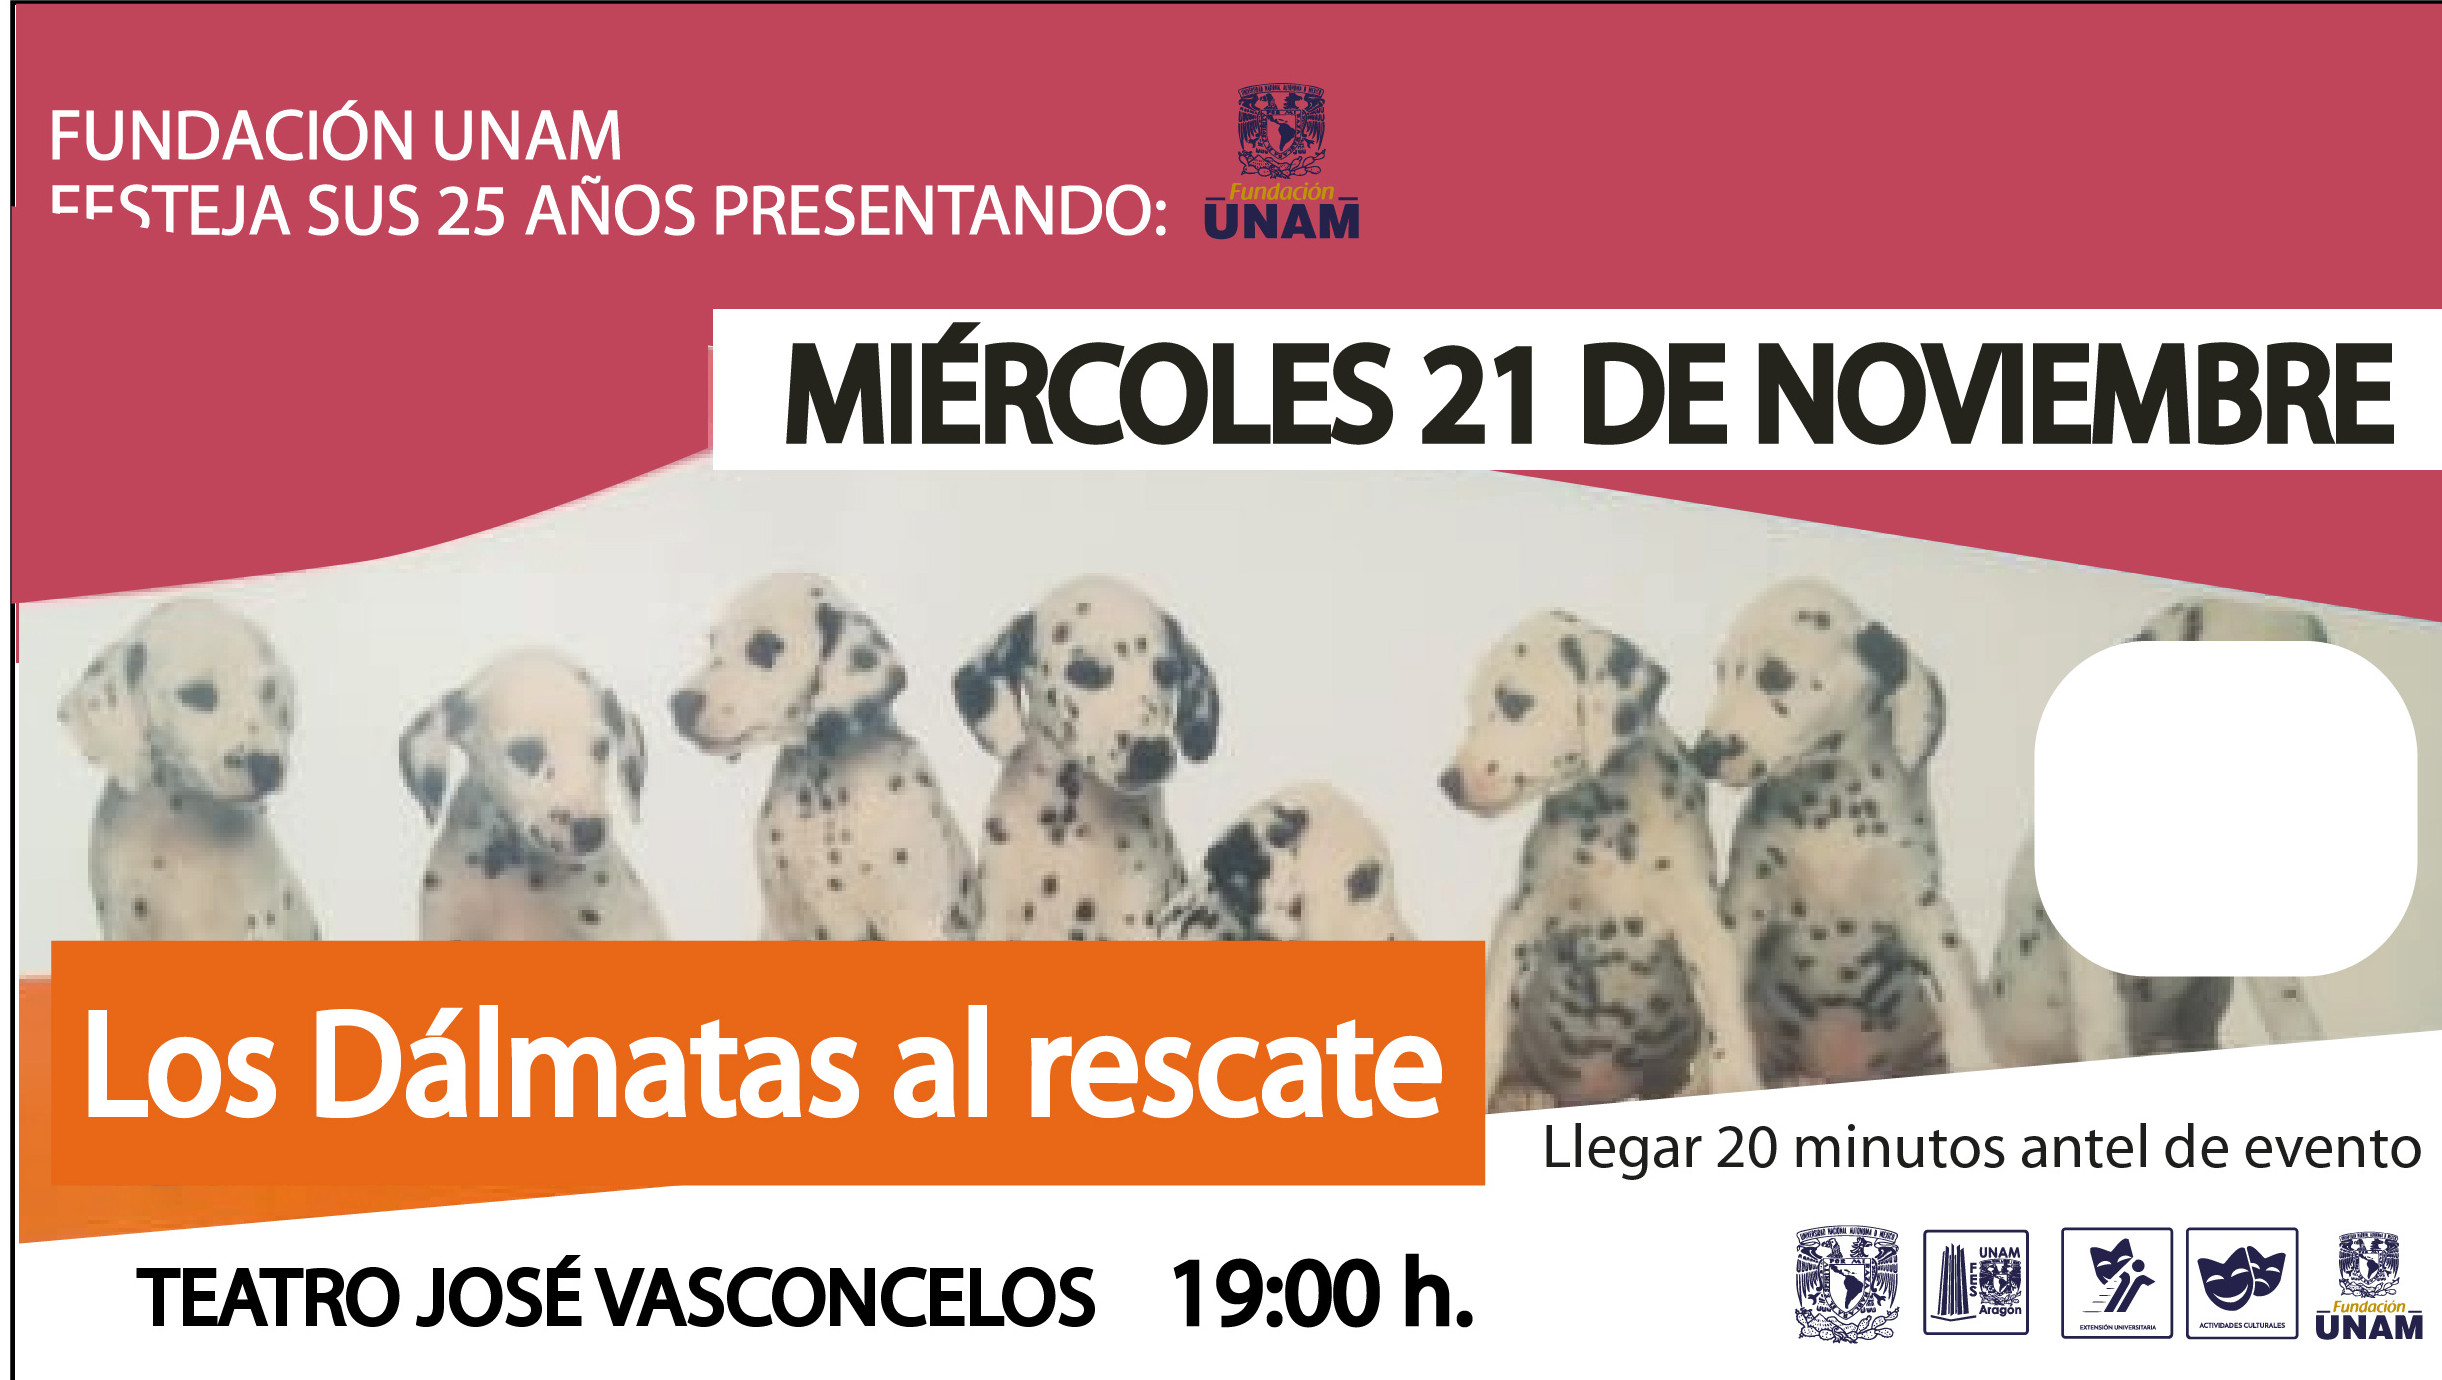 FUNDACIÓN UNAM
FESTEJA SUS 25 AÑOS PRESENTANDO:
Fundación
UNAM
MIÉRCOLES 21 DE NOVIEMBRE
Los Dálmatas al rescate
Llegar 20 minutos antel de evento
TEATRO JOSÉ VASCONCELOS 19:00 h.
UNAM
FES
Aragón
EXTENSIÓN UNIVERSITARIA
ACTIVIDADES CULTURALES
Fundación
UNAM